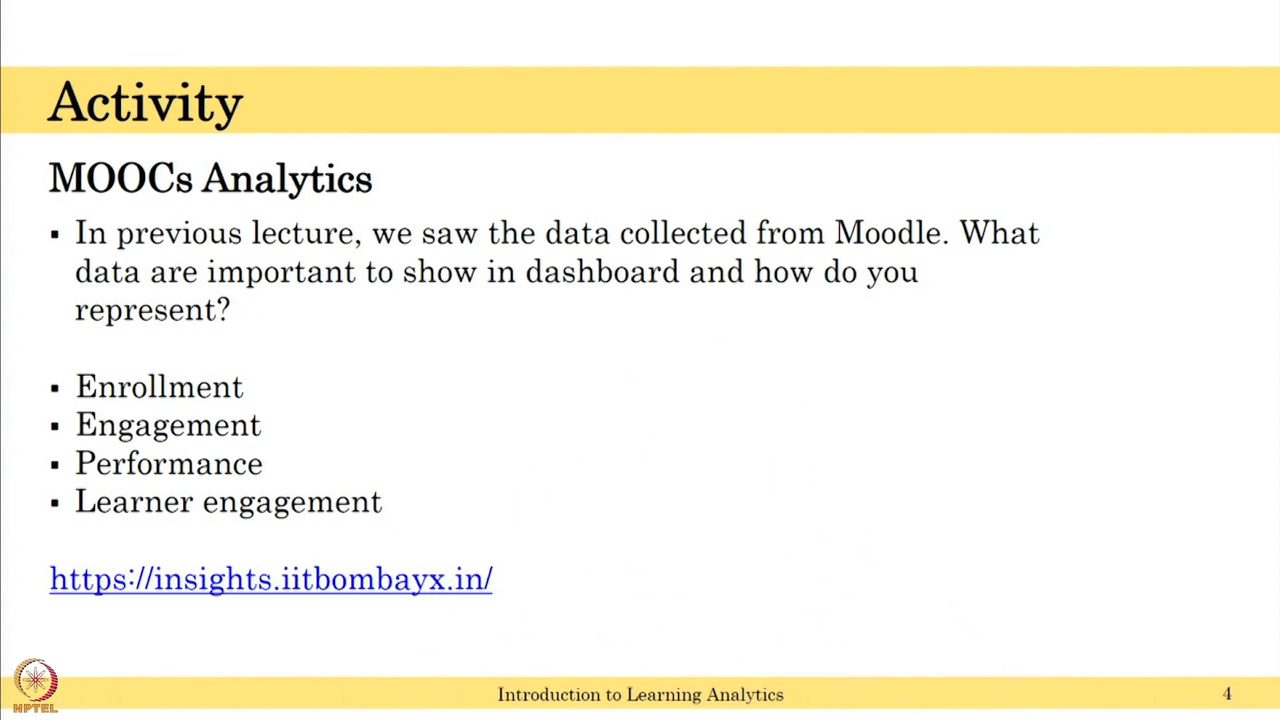 Activity
MOOCs Analytics
▪ In previous lecture, we saw the data collected from Moodle. What
data are important to show in dashboard and how do you
represent?
▪ Enrollment
▪ Engagement
▪ Performance
▪ Learner engagement
https://insights.iitbombayx.in/
NPTEL
Introduction to Learning Analytics
4